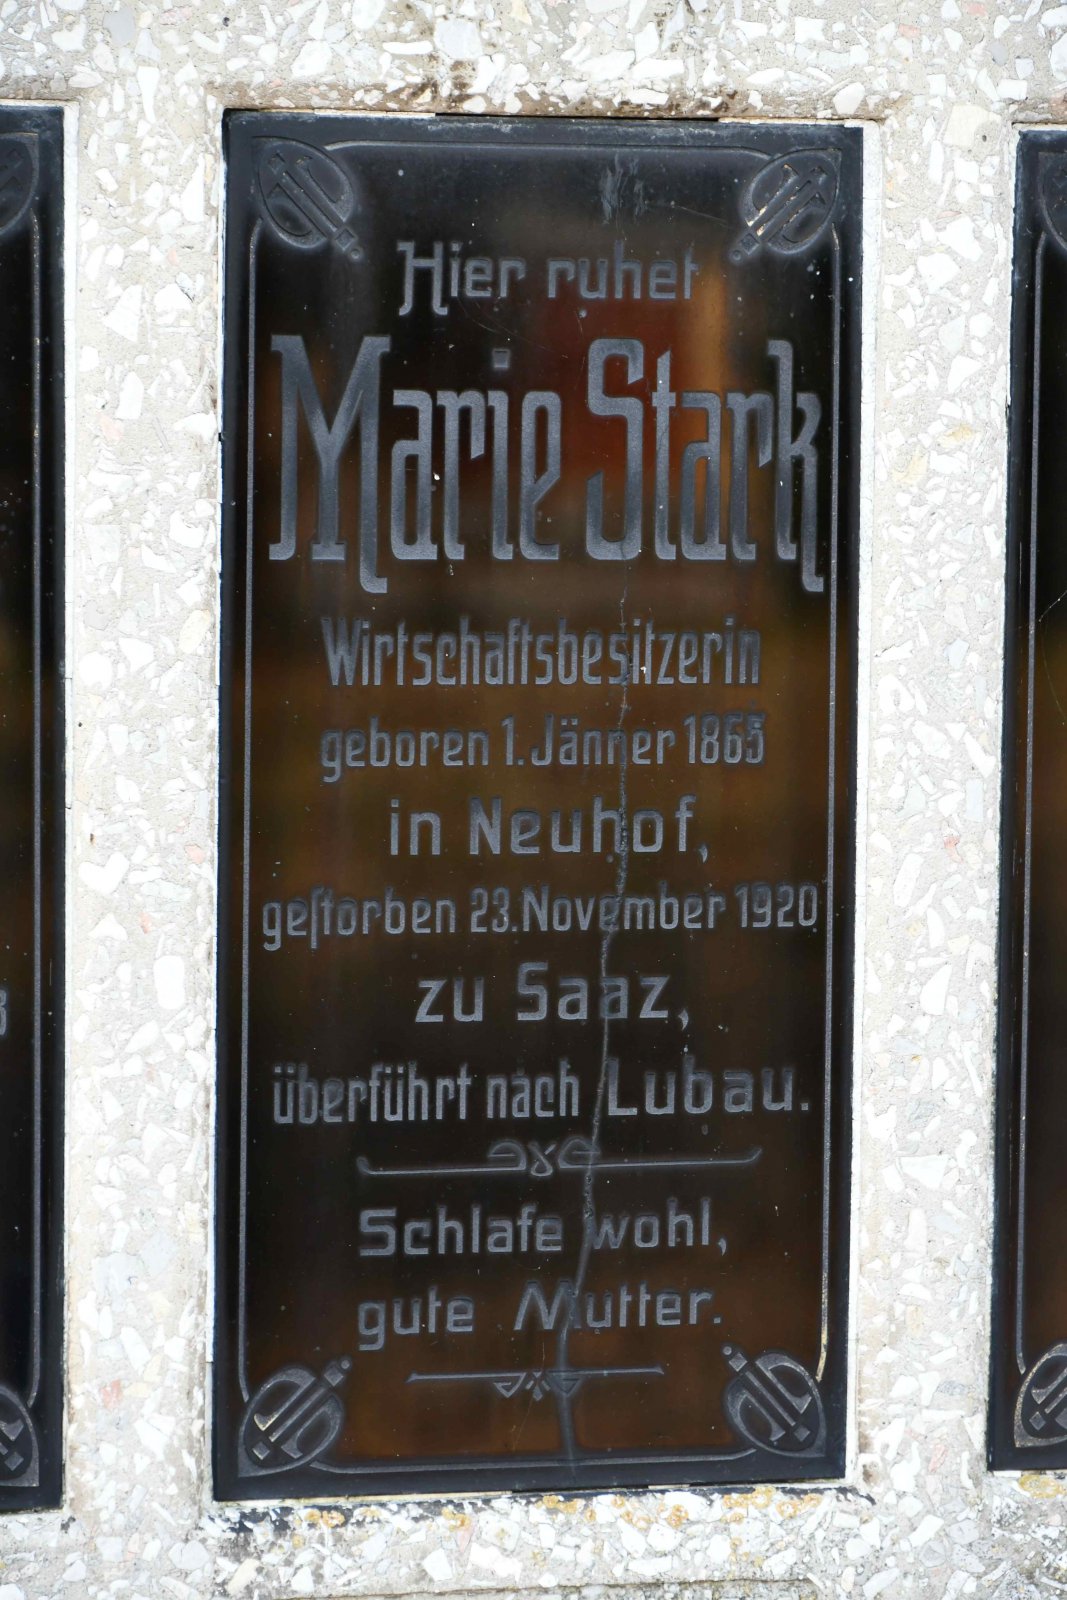 Hier ruhet
Marie Stark
Wirtschaftsbesitzerin
geboren 1. Jänner 1865
in Neuhof,
geſtorben 23. November 1920
zu Saaz,
überführt nach Lubau.
Schlafe wohl,
gute Mutter.